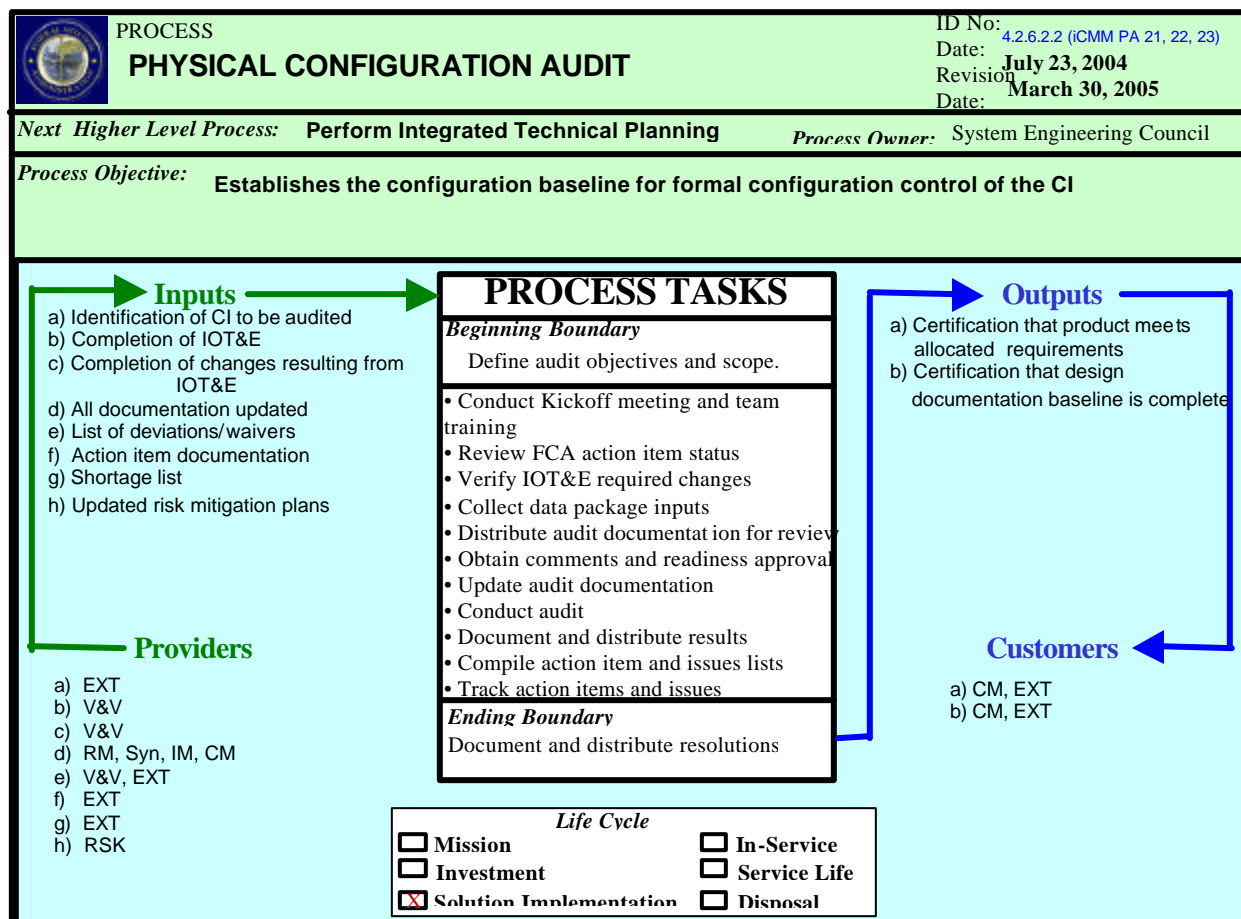 PROCESS
PHYSICAL CONFIGURATION AUDIT
ID No: 4.2.6.2.2 (iCMM PA 21, 22, 23)
Date: July 23, 2004
Revision
Date: March 30, 2005
Next Higher Level Process: Perform Integrated Technical Planning
Process Owner: System Engineering Council
Process Objective: Establishes the configuration baseline for formal configuration control of the CI
Inputs
a) Identification of CI to be audited
b) Completion of IOT&E
c) Completion of changes resulting from
IOT&E
d) All documentation updated
e) List of deviations/waivers
f) Action item documentation
g) Shortage list
h) Updated risk mitigation plans
Providers
a) EXT
b) V&V
c) V&V
d) RM, Syn, IM, CM
e) V&V, EXT
f) EXT
g) EXT
h) RSK
PROCESS TASKS
Beginning Boundary
Define audit objectives and scope.
• Conduct Kickoff meeting and team
training
• Review FCA action item status
• Verify IOT&E required changes
• Collect data package inputs
• Distribute audit documentat ion for review
• Obtain comments and readiness approval
• Update audit documentation
• Conduct audit
• Document and distribute results
• Compile action item and issues lists
• Track action items and issues
Ending Boundary
Document and distribute resolutions
Outputs
a) Certification that product meets
allocated requirements
b) Certification that design
documentation baseline is complete
Customers
a) CM, EXT
b) CM, EXT
Life Cycle
Mission
In-Service
Investment
Service Life
X Solution Implementation
Disposal